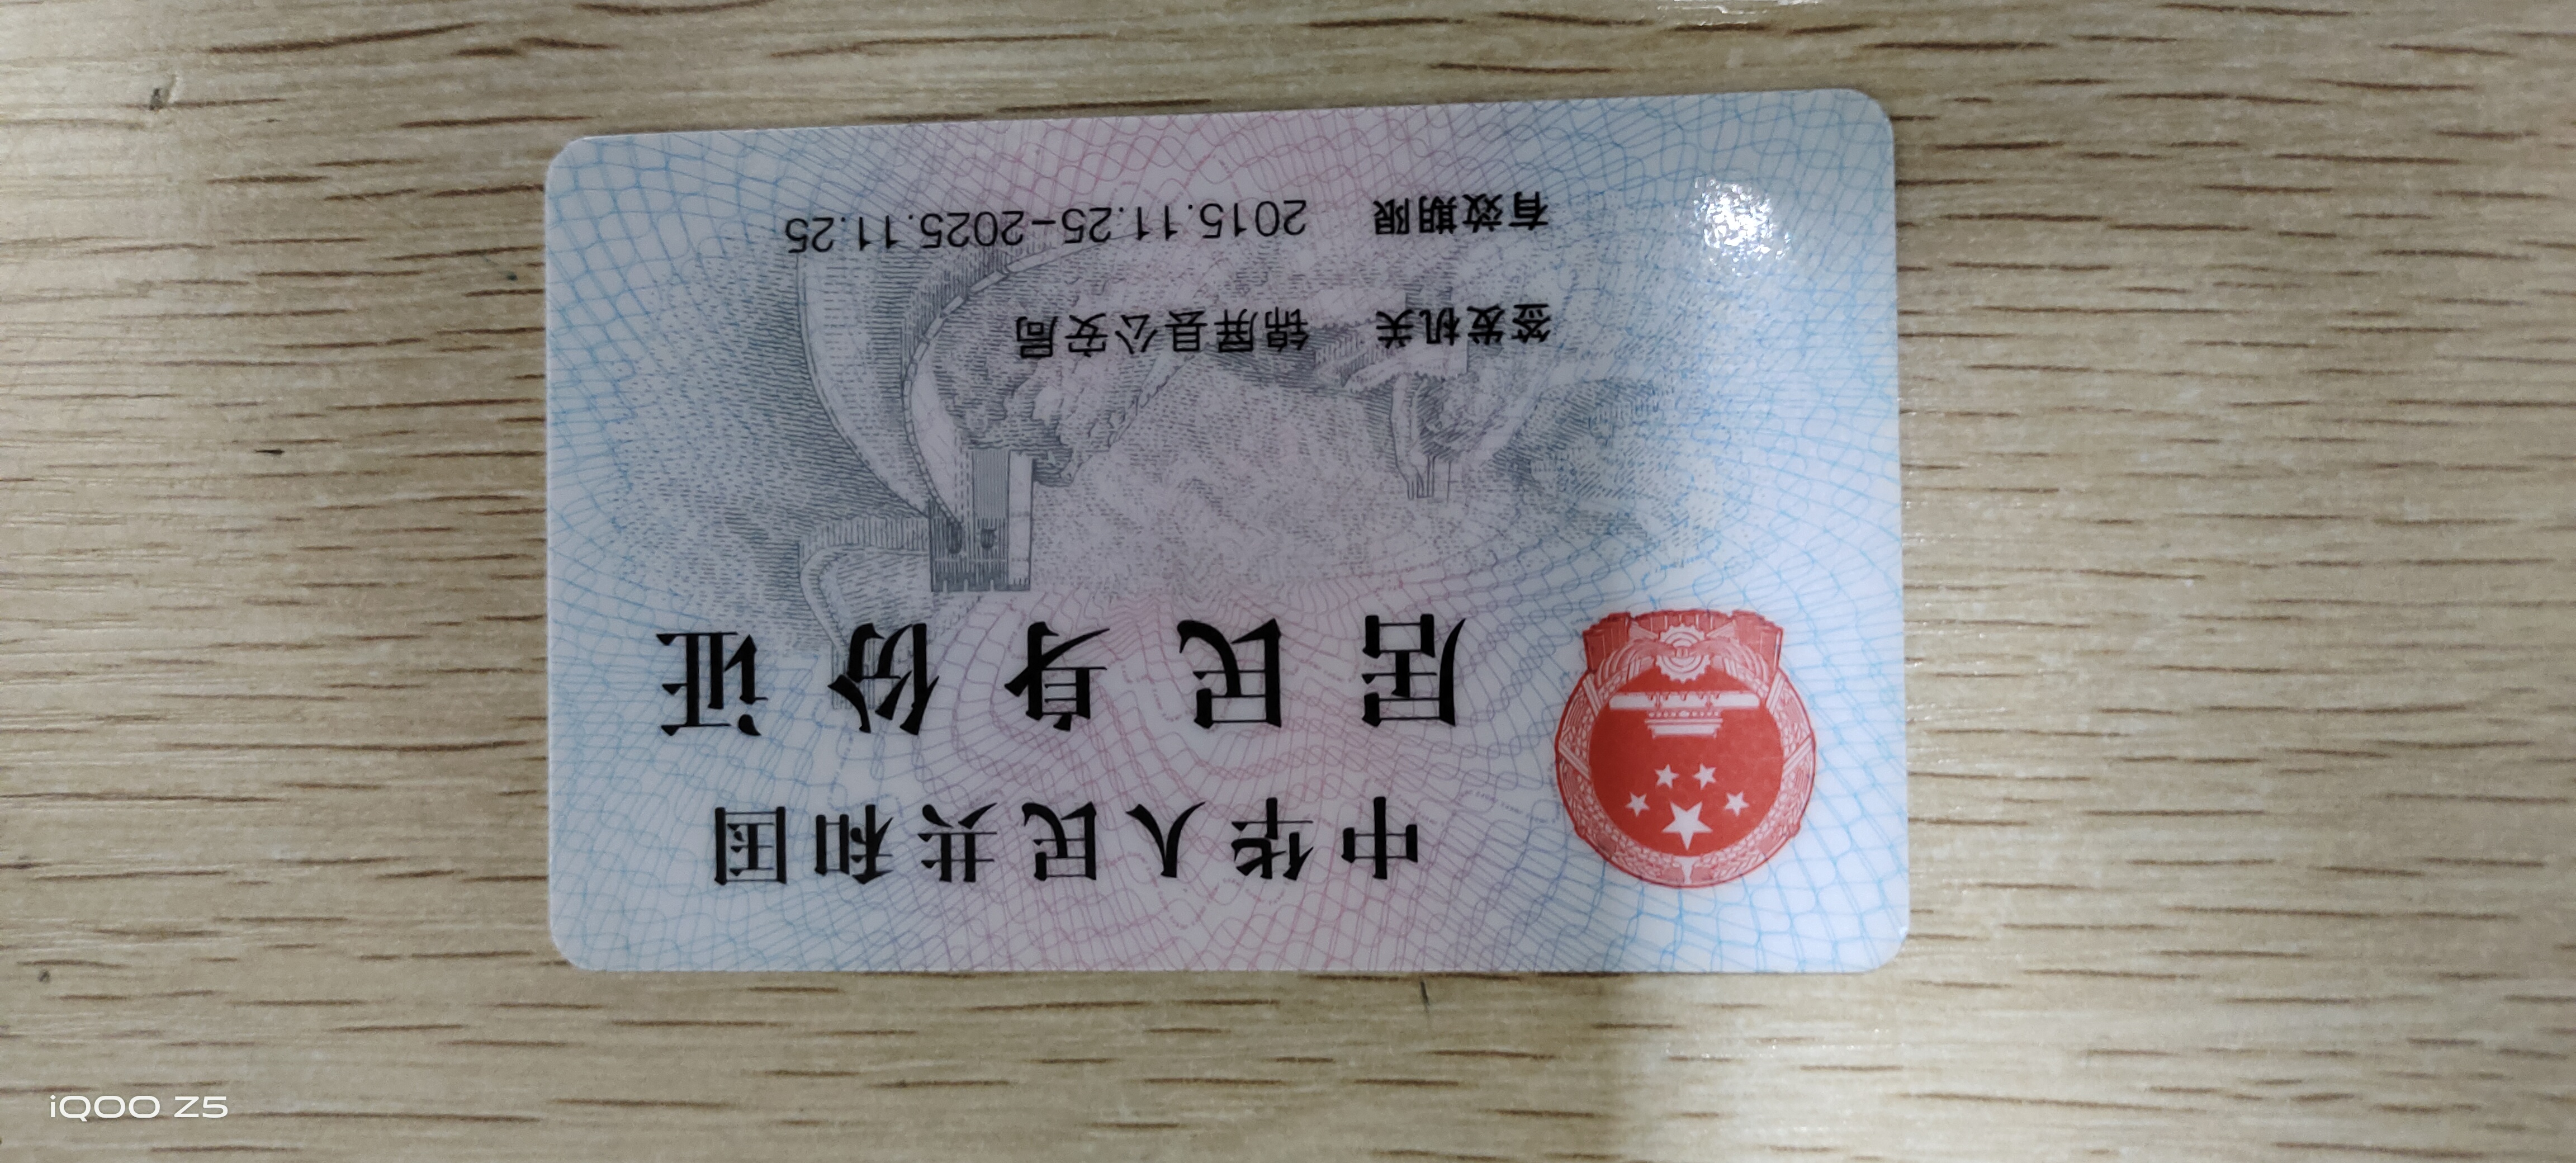 中华人民共和国
居民身份证
签发机关 锦屏县公安局
有效期限 2015.11.25-2025.11.25
iQOO Z5